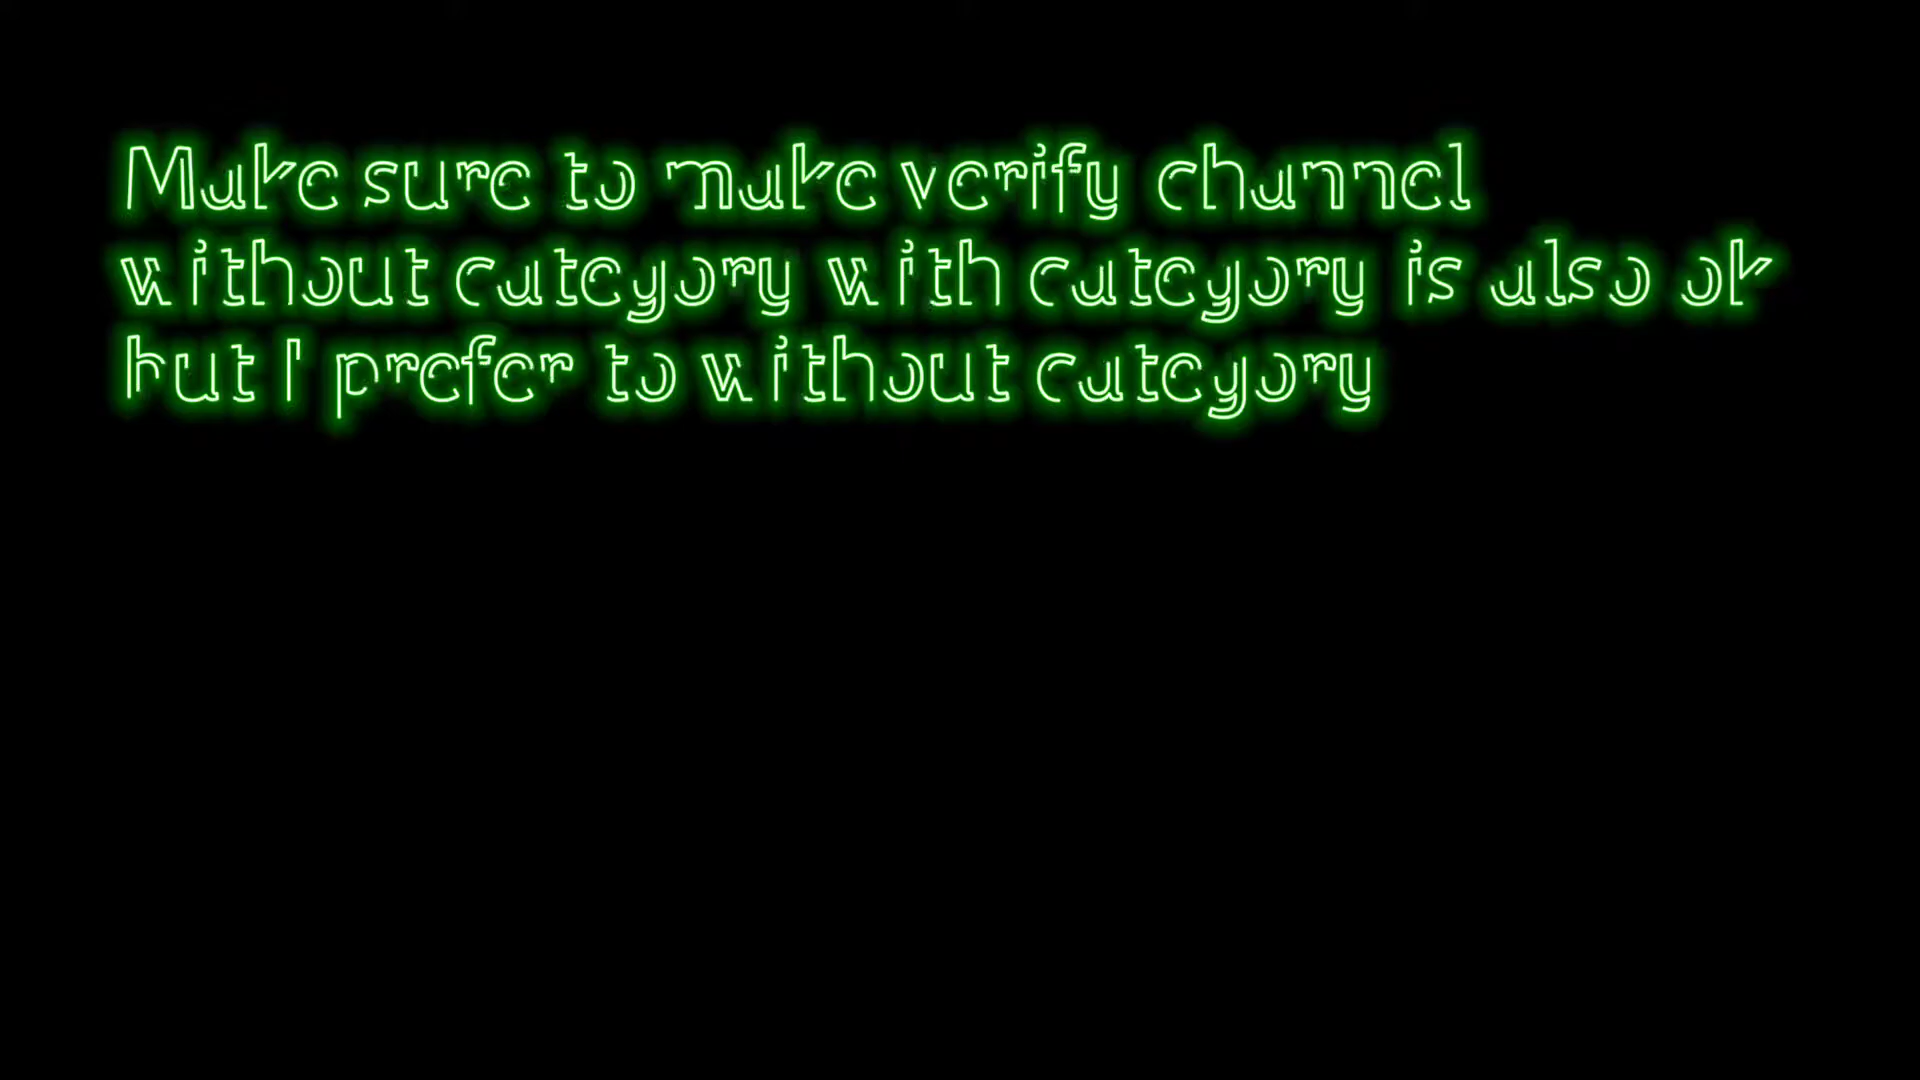 Make sure to make verify channel
without category with category is also ok
but I prefer to without category